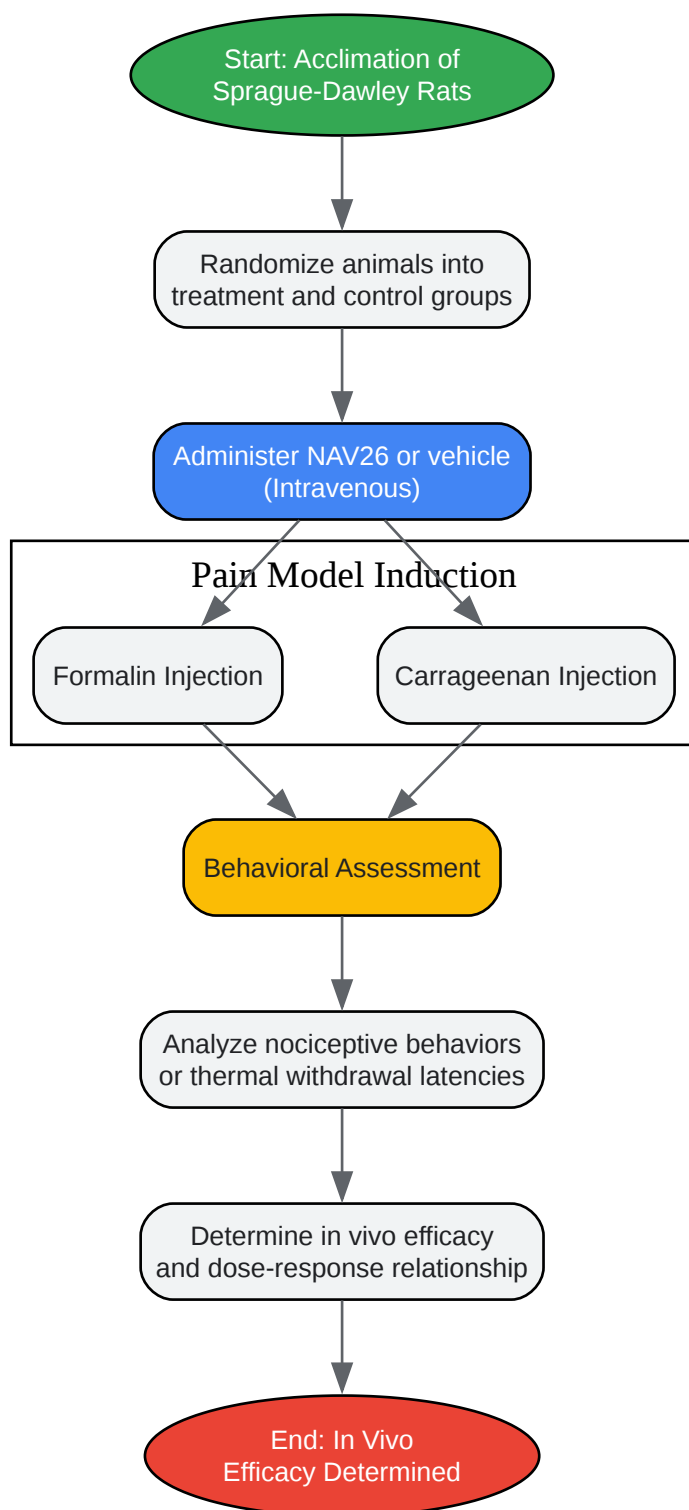 Start: Acclimation of
Sprague-Dawley Rats
Randomize animals into
treatment and control groups
Administer NAV26 or vehicle
(Intravenous)
Pain Model Induction
Formalin Injection
Carrageenan Injection
Behavioral Assessment
Analyze nociceptive behaviors
or thermal withdrawal latencies
Determine in vivo efficacy
and dose-response relationship
End: In Vivo
Efficacy Determined